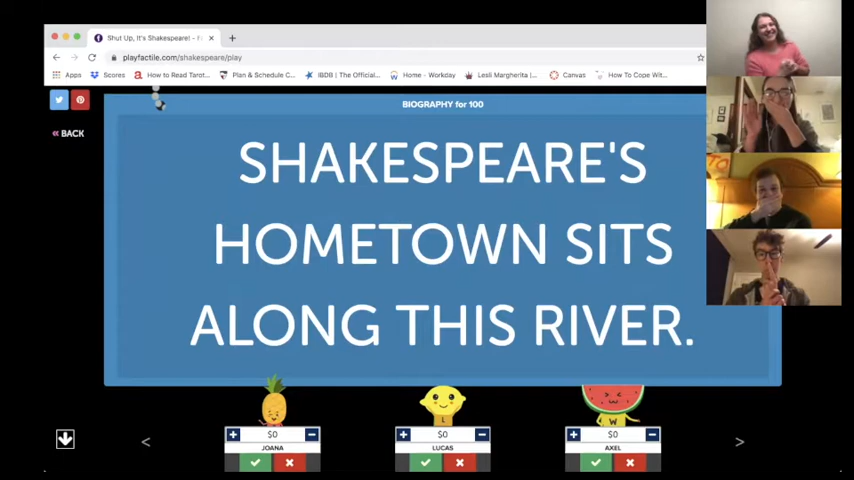 Shut Up, It's Shakespeare! -
playfactile.com/shakespeare/play
Apps Scores How to Read Tarot... Plan & Schedule C... IBDB | The Official... Home - Workday Lesli Margherita |... Canvas How To Cope Wit...
BIOGRAPHY for 100
« BACK
SHAKESPEARE'S
HOMETOWN SITS
ALONG THIS RIVER.
L W
+ $0 − + $0 − + $0 −
JOANA LUCAS AXEL